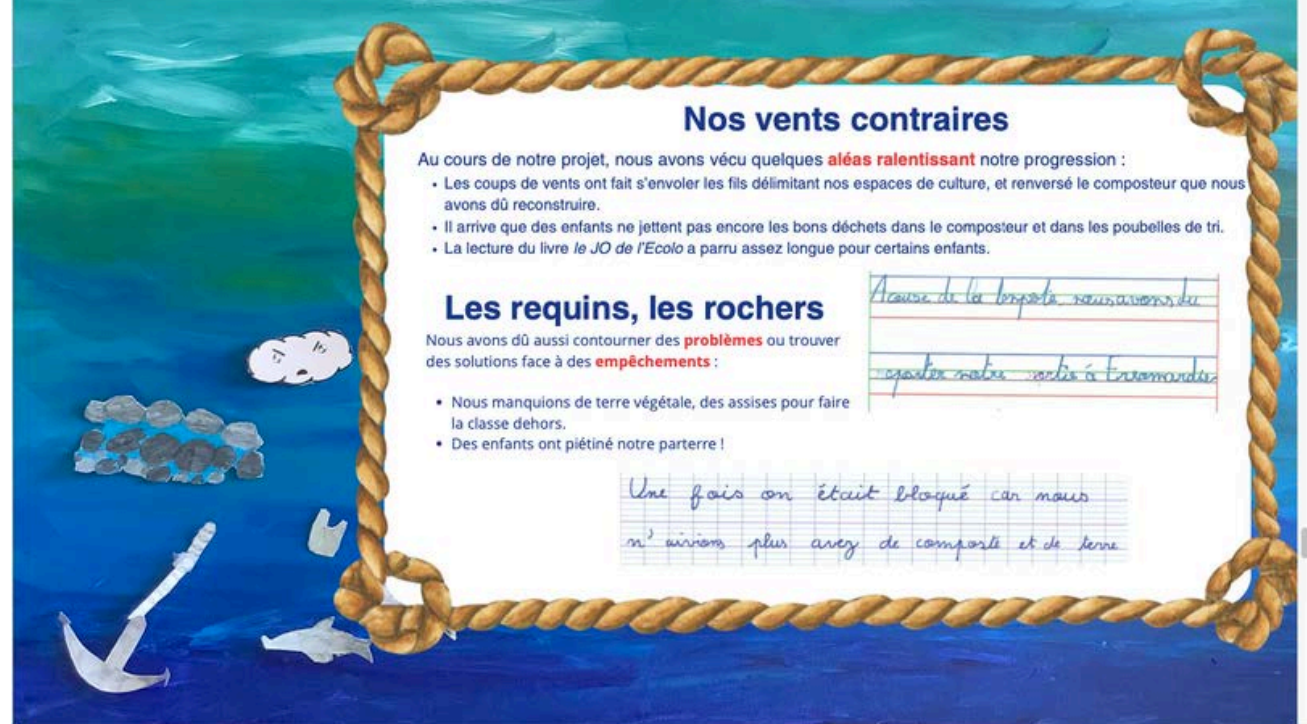 Nos vents contraires
Au cours de notre projet, nous avons vécu quelques aléas ralentissant notre progression :
• Les coups de vents ont fait s'envoler les fils délimitant nos espaces de culture, et renversé le composteur que nous
avons dû reconstruire.
• Il arrive que des enfants ne jettent pas encore les bons déchets dans le composteur et dans les poubelles de tri.
• La lecture du livre le JO de l'Ecolo a parru assez longue pour certains enfants.
Les requins, les rochers
Nous avons dû aussi contourner des problèmes ou trouver
des solutions face à des empêchements :
• Nous manquions de terre végétale, des assises pour faire
la classe dehors.
• Des enfants ont piétiné notre parterre !
Acause de la tempête, nous avons du
notre sortie à Erromardie
Une fois on était bloqué car nous
n' plus avez de composte et de terre